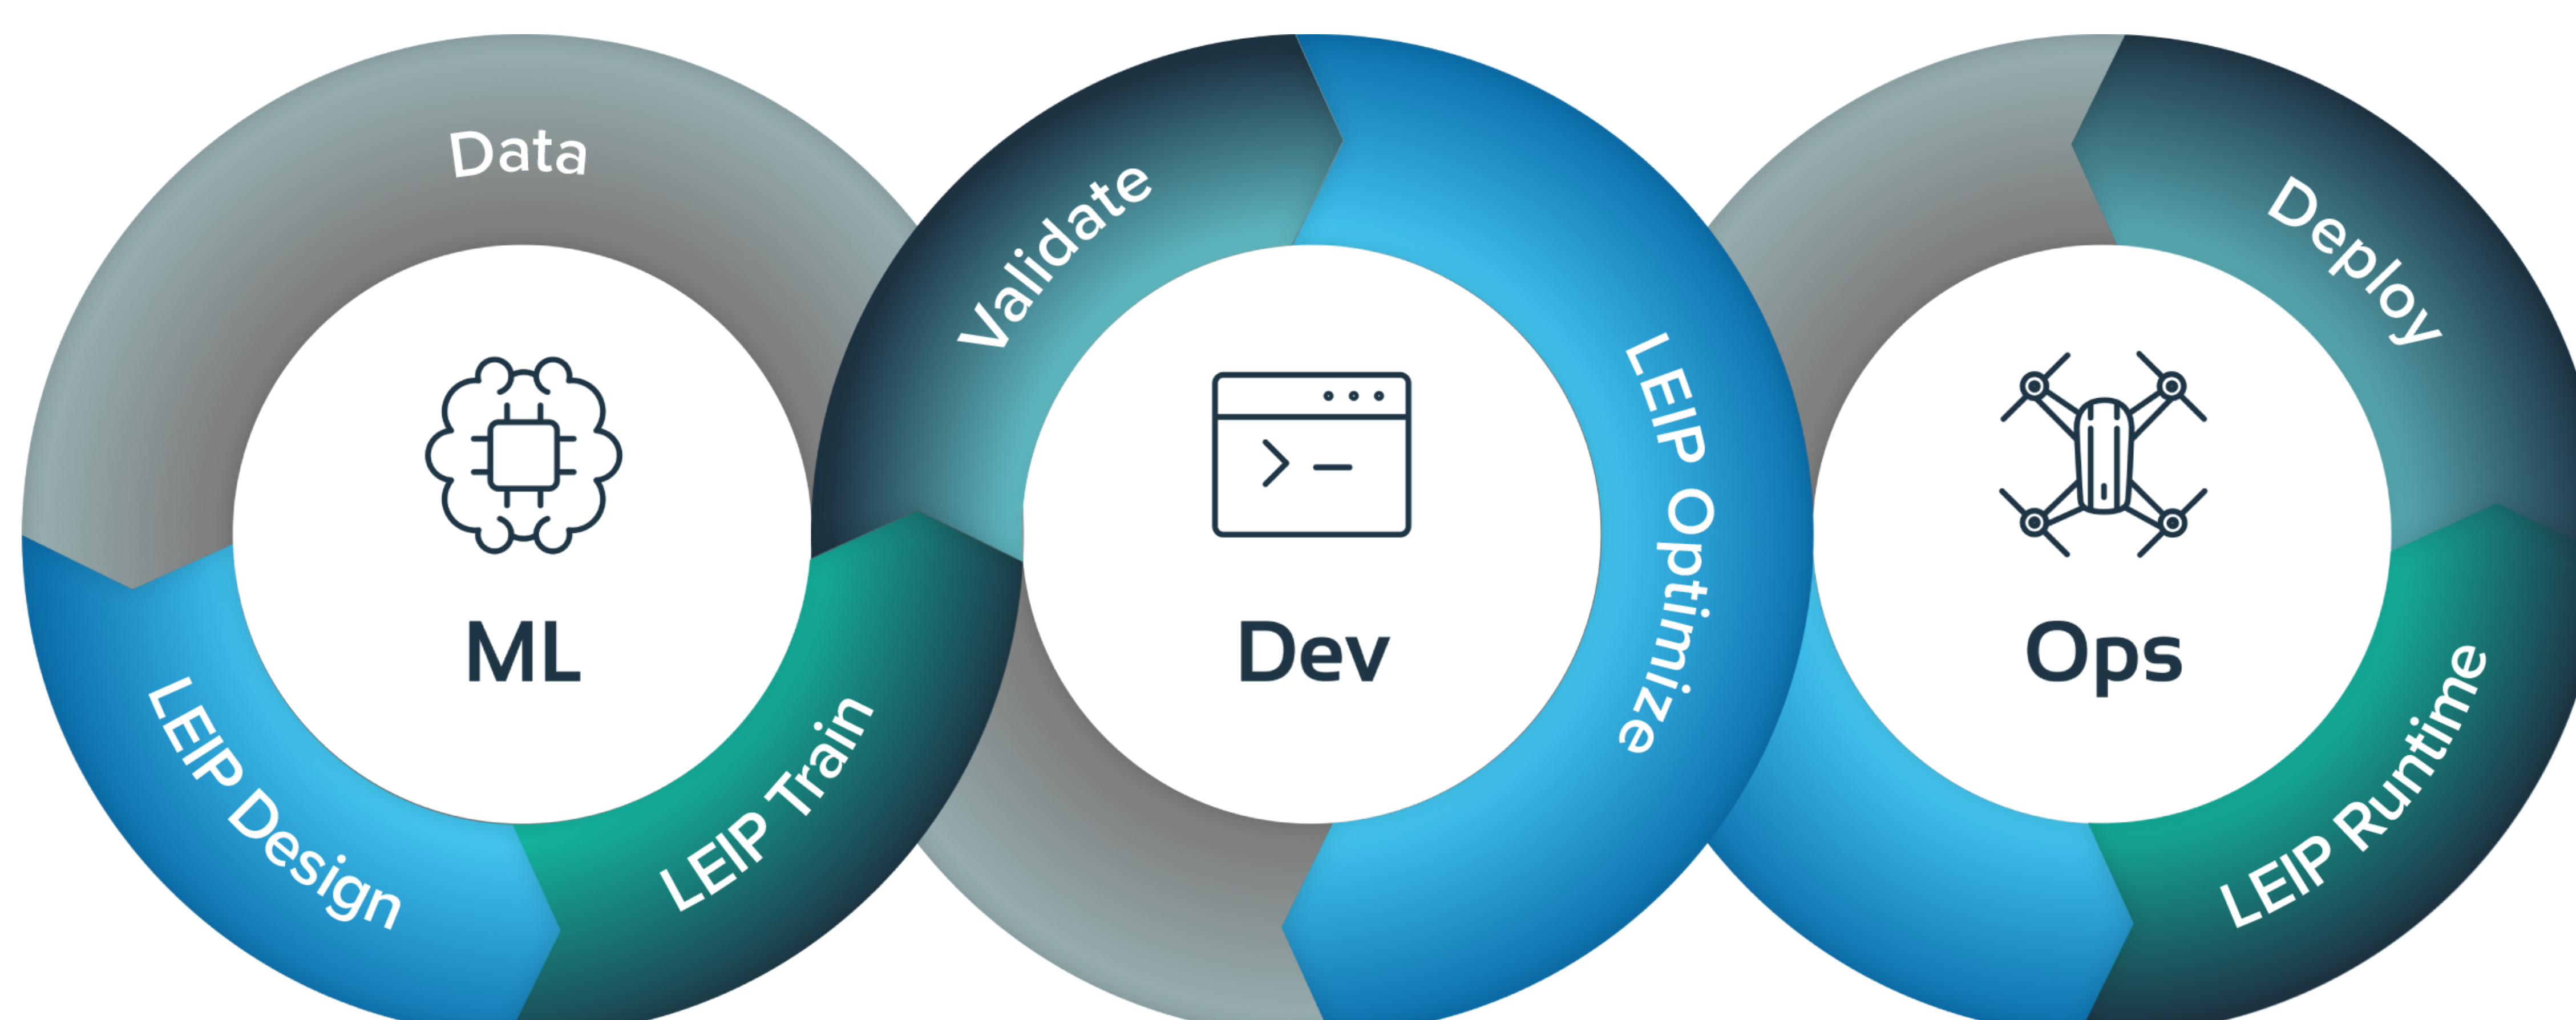 Data
ML
LEIP Design
LEIP Train
Validate
Dev
LEIP Optimize
Ops
LEIP Runtime
Deploy